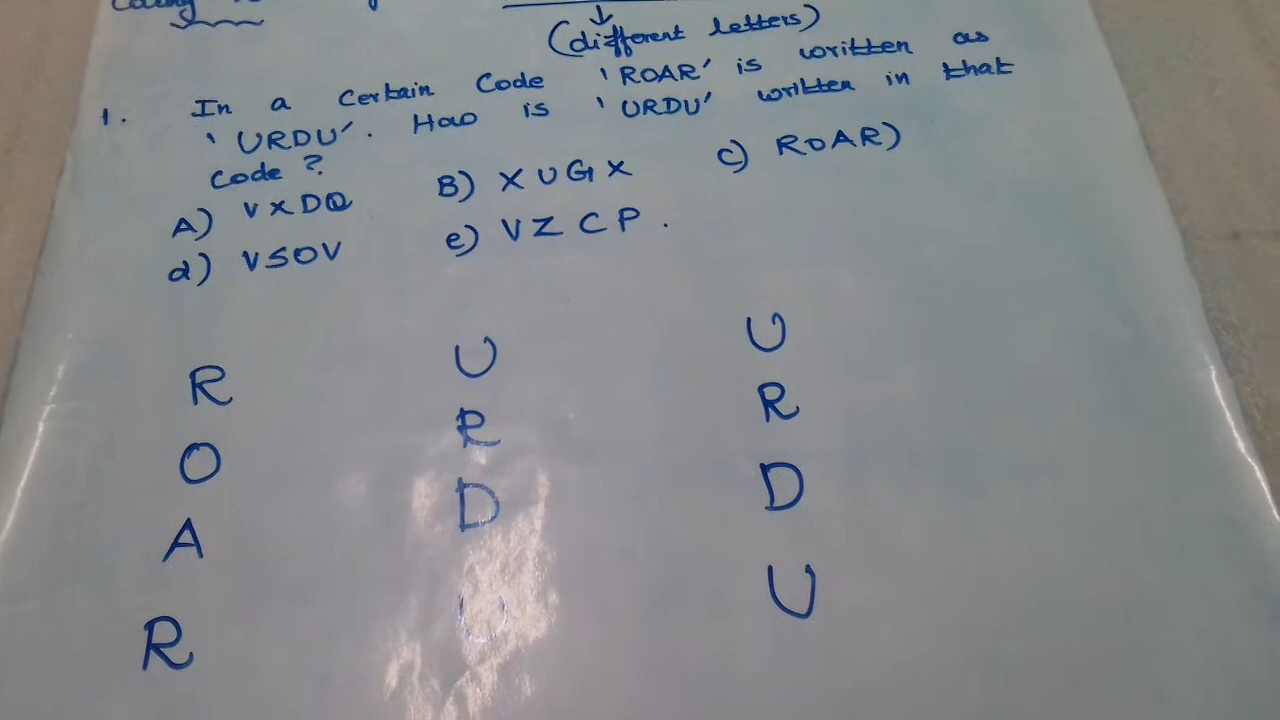 (different letters)
1. In a Certain Code 'ROAR' is written as
'URDU'. How is 'URDU' written in that
Code?
A) VXDQ B) XUGX C) ROAR)
d) VSOV e) VZCP.
R U U
O R R
A D D
R U U